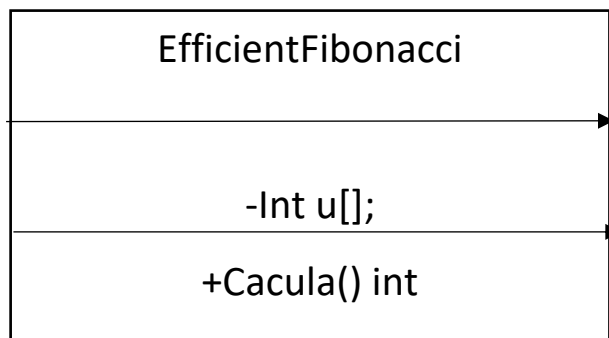 EfficientFibonacci
-Int u[];
+Cacula() int